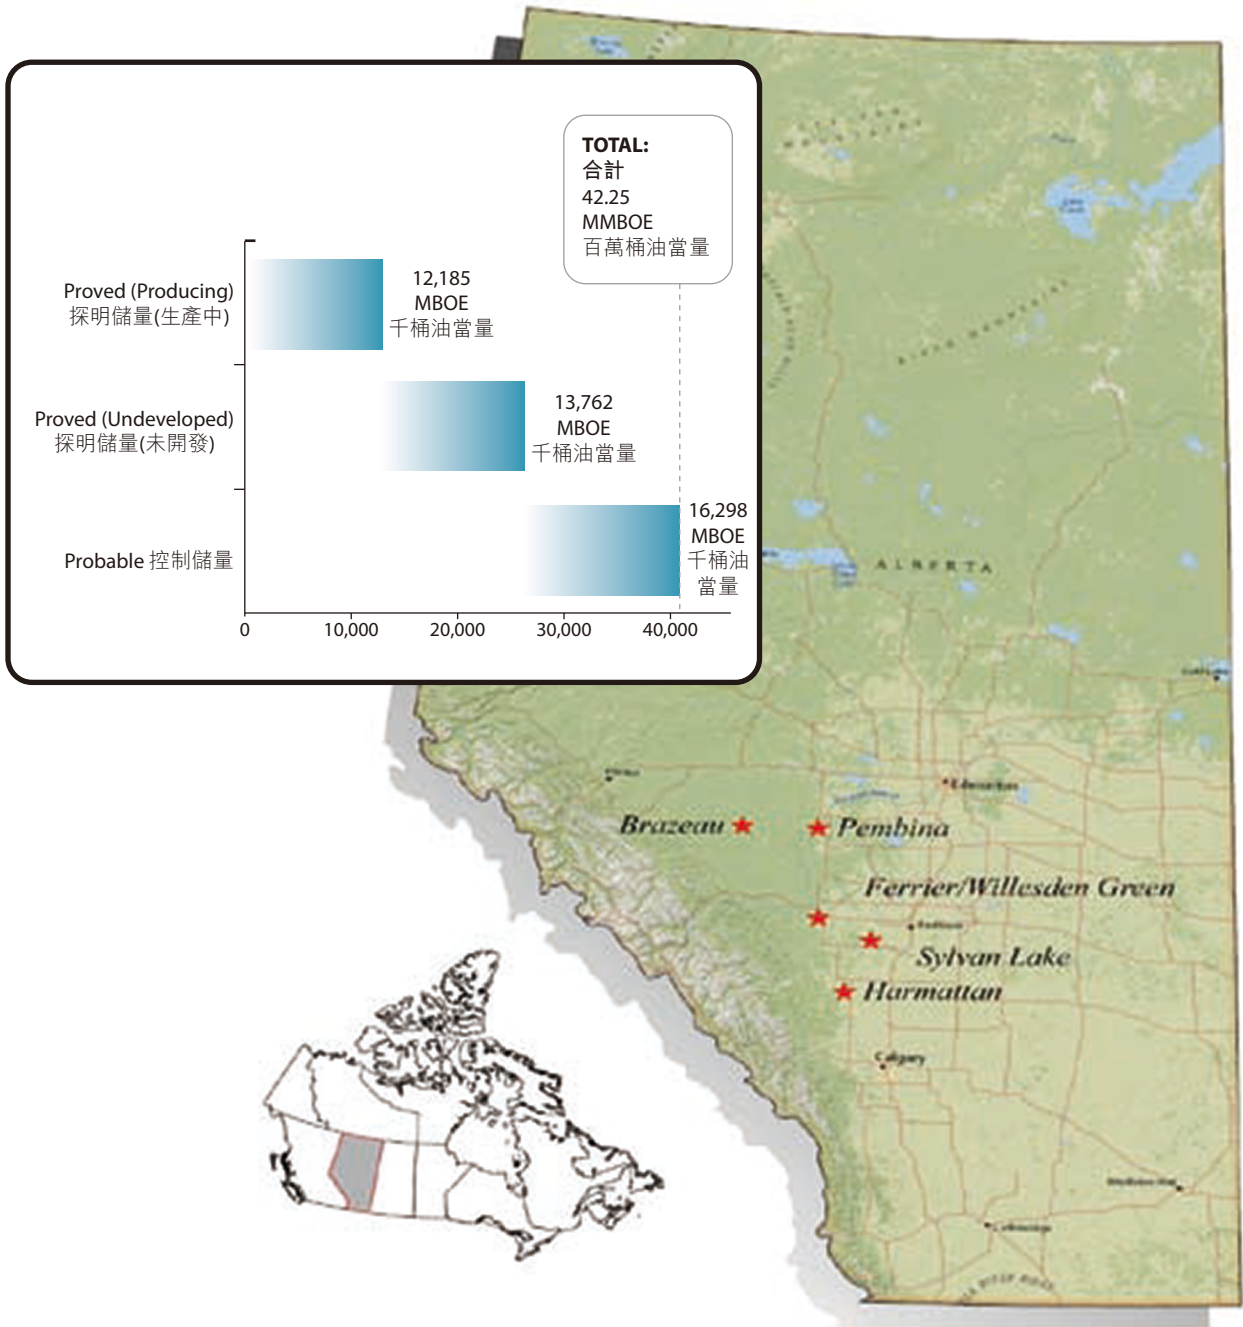 TOTAL:
合計
42.25
MMBOE
百萬桶油當量
Proved (Producing)
探明儲量(生產中)
12,185
MBOE
千桶油當量
Proved (Undeveloped)
探明儲量(未開發)
13,762
MBOE
千桶油當量
Probable 控制儲量
16,298
MBOE
千桶油
當量
0
10,000
20,000
30,000
40,000
ALBERTA
Edmonton
Brazeau
Pembina
Ferrier/Willesden Green
Sylvan Lake
Harmattan
Calgary